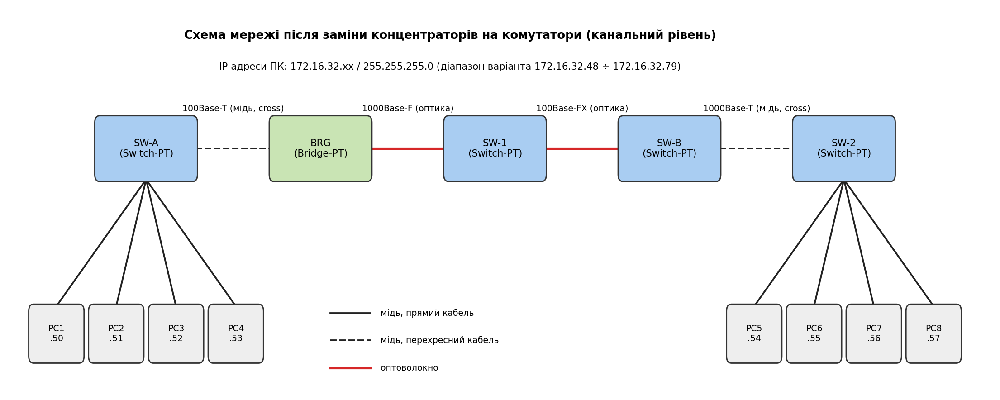 Схема мережі після заміни концентраторів на комутатори (канальний рівень)
IP-адреси ПК: 172.16.32.xx / 255.255.255.0 (діапазон варіанта 172.16.32.48 ÷ 172.16.32.79)
100Base-T (мідь, cross)
1000Base-F (оптика)
100Base-FX (оптика)
1000Base-T (мідь, cross)
SW-A
(Switch-PT)
BRG
(Bridge-PT)
SW-1
(Switch-PT)
SW-B
(Switch-PT)
SW-2
(Switch-PT)
PC1
.50
PC2
.51
PC3
.52
PC4
.53
мідь, прямий кабель
мідь, перехресний кабель
оптоволокно
PC5
.54
PC6
.55
PC7
.56
PC8
.57